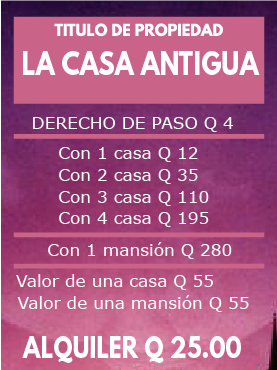 TITULO DE PROPIEDAD
LA CASA ANTIGUA
DERECHO DE PASO Q 4
Con 1 casa Q 12
Con 2 casa Q 35
Con 3 casa Q 110
Con 4 casa Q 195
Con 1 mansión Q 280
Valor de una casa Q 55
Valor de una mansión Q 55
ALQUILER Q 25.00